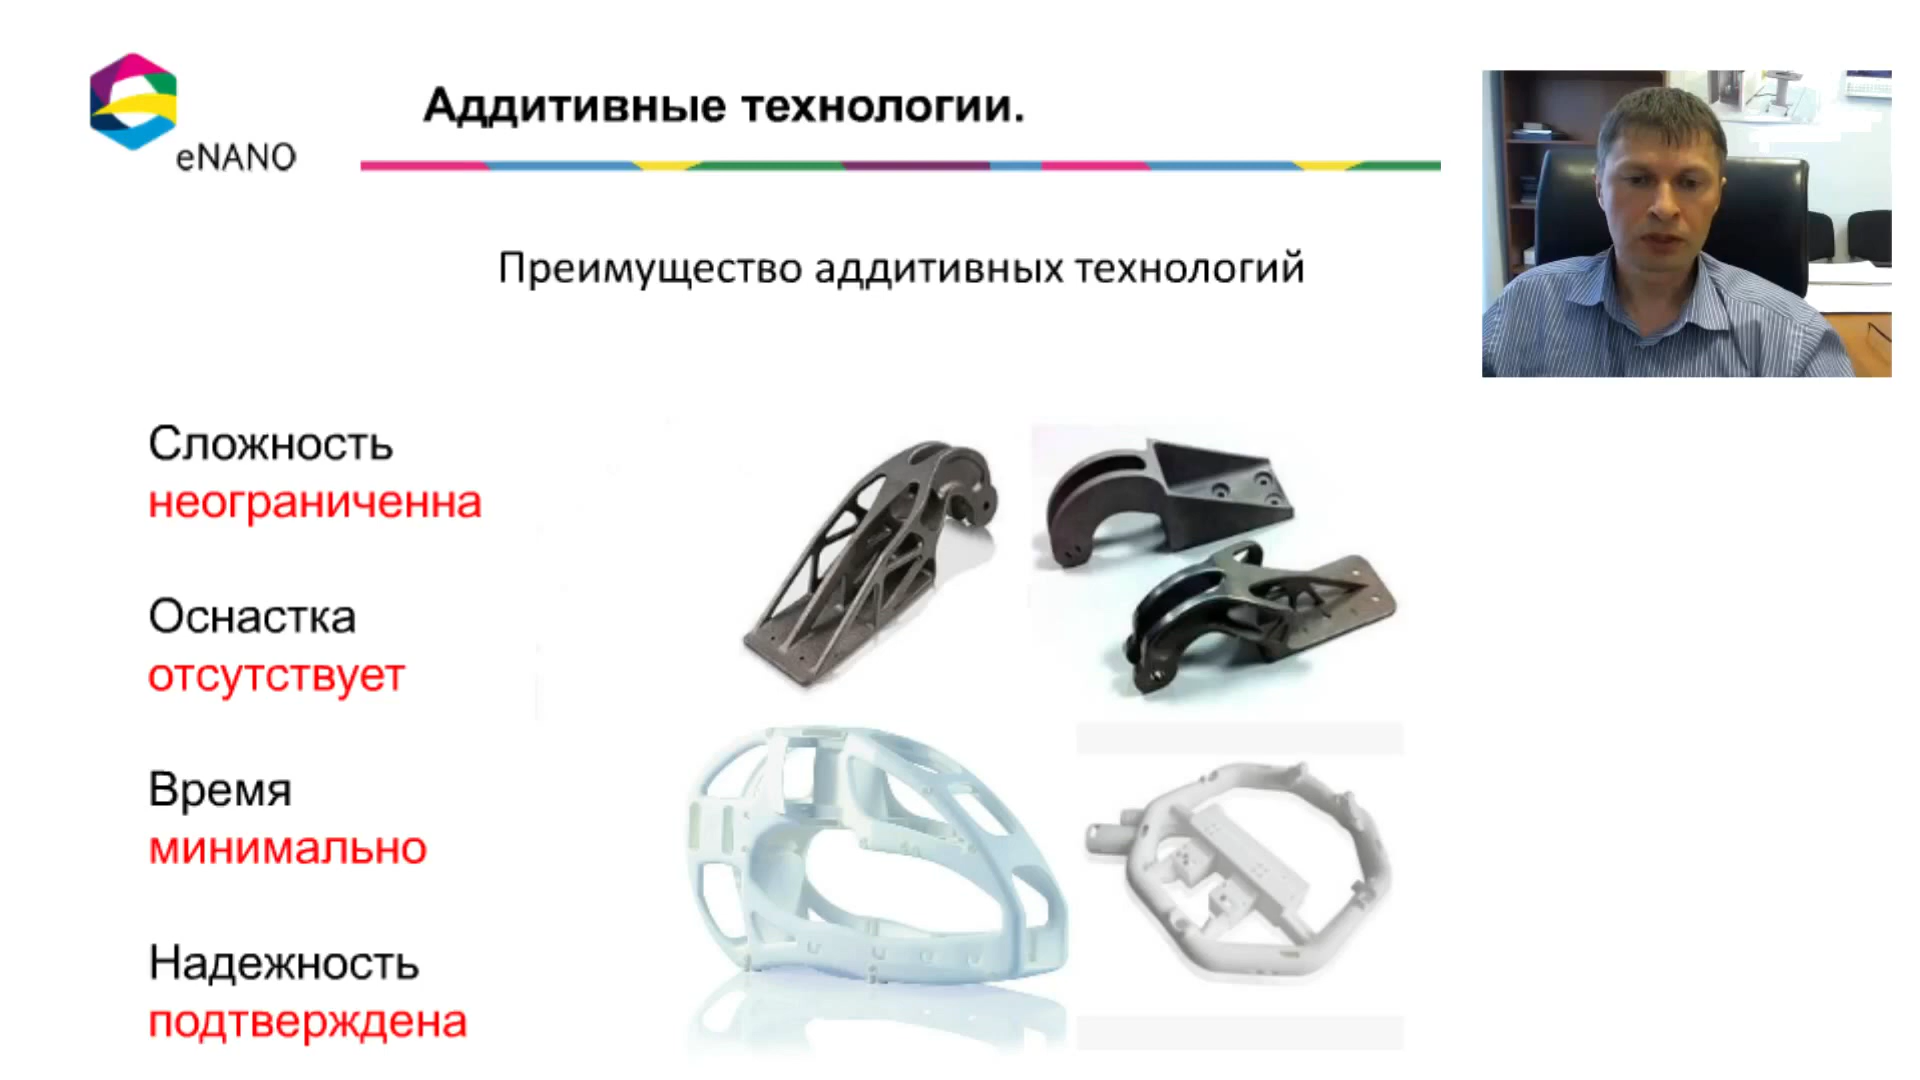 eNANO
Аддитивные технологии.
Преимущество аддитивных технологий
Сложность
неограниченна
Оснастка
отсутствует
Время
минимально
Надежность
подтверждена